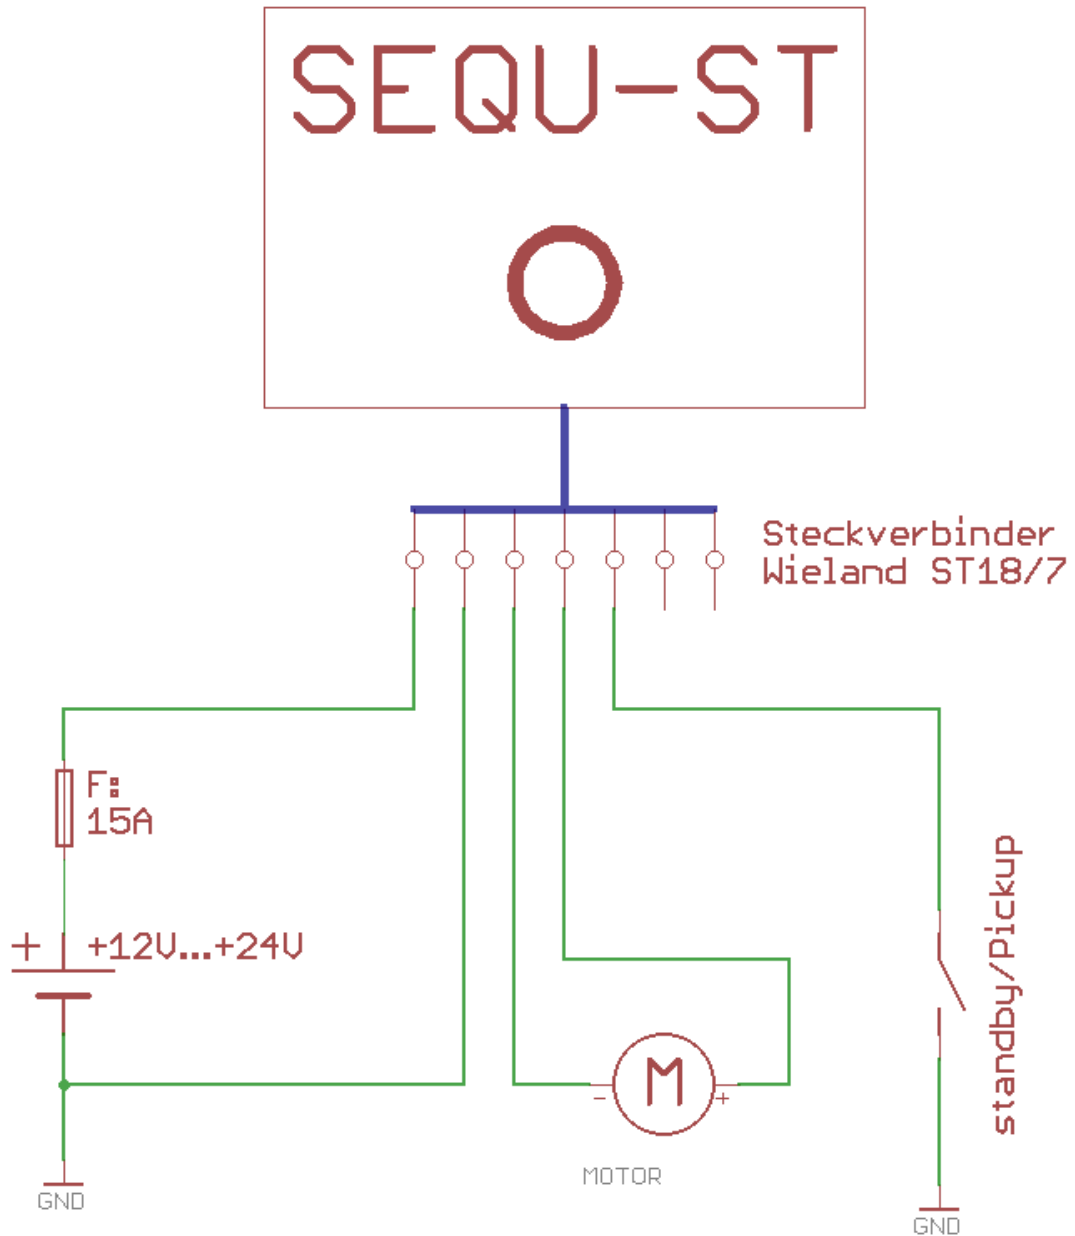 SEQU-ST
Steckverbinder
Wieland ST18/7
F:
15A
+
+12V...+24V
standby/Pickup
M
- +
MOTOR
GND
GND